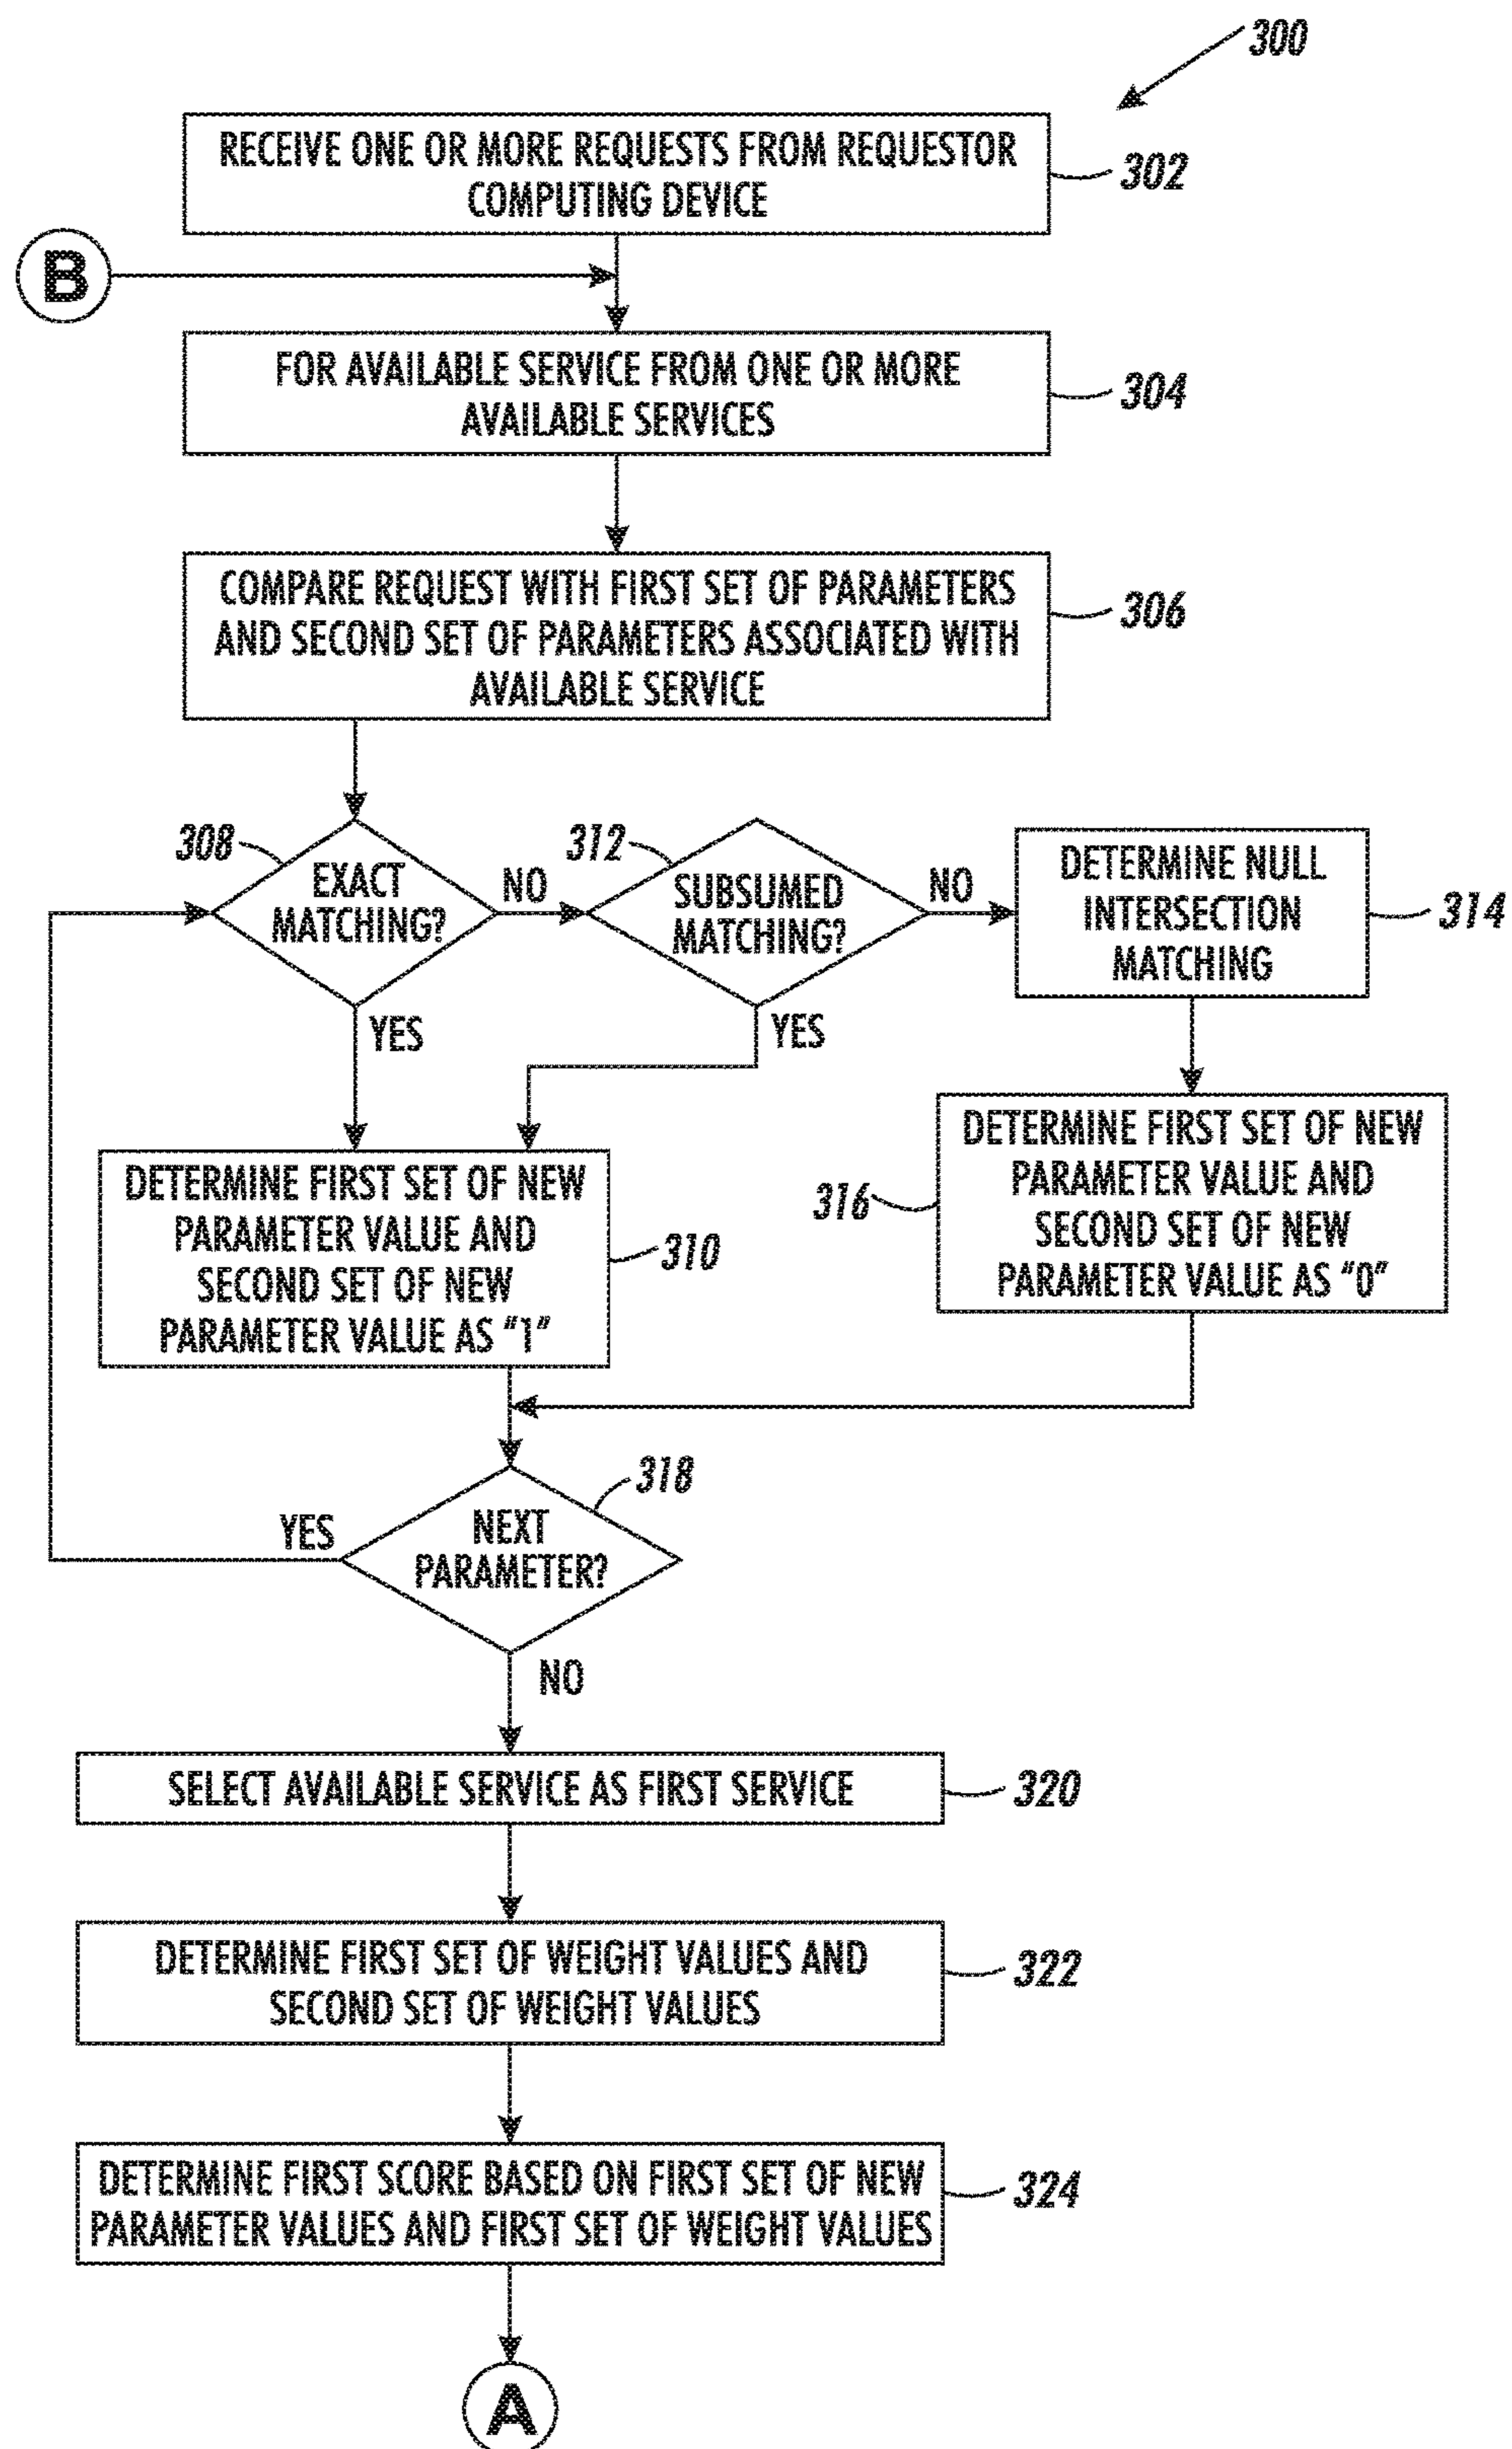 300
RECEIVE ONE OR MORE REQUESTS FROM REQUESTOR
COMPUTING DEVICE
302
B
FOR AVAILABLE SERVICE FROM ONE OR MORE
AVAILABLE SERVICES
304
COMPARE REQUEST WITH FIRST SET OF PARAMETERS
AND SECOND SET OF PARAMETERS ASSOCIATED WITH
AVAILABLE SERVICE
306
308
EXACT
MATCHING?
NO
YES
312
SUBSUMED
MATCHING?
NO
YES
DETERMINE NULL
INTERSECTION
MATCHING
314
DETERMINE FIRST SET OF NEW
PARAMETER VALUE AND
SECOND SET OF NEW
PARAMETER VALUE AS "1"
310
316
DETERMINE FIRST SET OF NEW
PARAMETER VALUE AND
SECOND SET OF NEW
PARAMETER VALUE AS "0"
318
NEXT
PARAMETER?
YES
NO
SELECT AVAILABLE SERVICE AS FIRST SERVICE
320
DETERMINE FIRST SET OF WEIGHT VALUES AND
SECOND SET OF WEIGHT VALUES
322
DETERMINE FIRST SCORE BASED ON FIRST SET OF NEW
PARAMETER VALUES AND FIRST SET OF WEIGHT VALUES
324
A